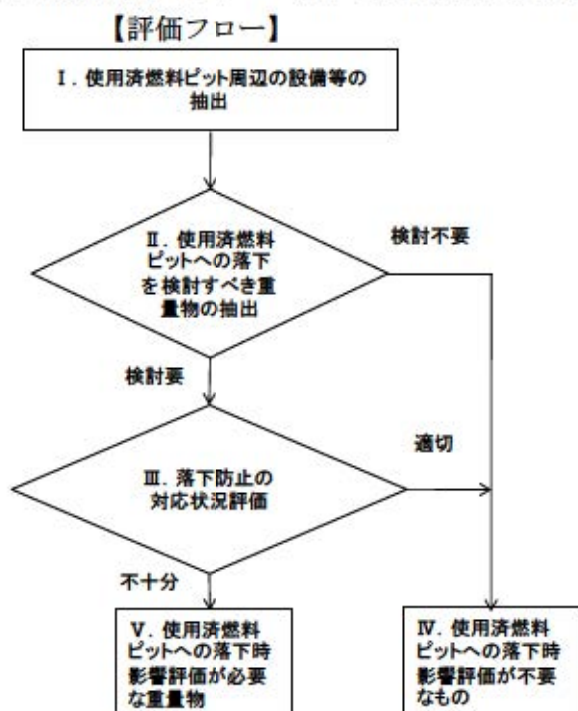 【評価フロー】
Ⅰ. 使用済燃料ピット周辺の設備等の
抽出
Ⅱ. 使用済燃料
ピットへの落下
を検討すべき重
量物の抽出
検討不要
検討要
Ⅲ. 落下防止の
対応状況評価
適切
不十分
Ⅴ. 使用済燃料
ピットへの落下時
影響評価が必要
な重量物
Ⅳ. 使用済燃料
ピットへの落下時
影響評価が不要
なもの